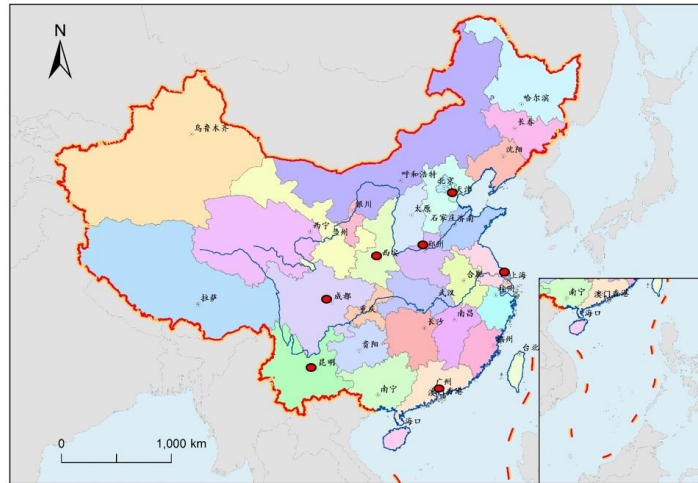 N
哈尔滨
长春
乌鲁木齐
沈阳
呼和浩特
北京
天津
银川
太原
石家庄
济南
西宁
兰州
西安
郑州
合肥
上海
杭州
拉萨
成都
武汉
重庆
南昌
长沙
贵阳
福州
台北
昆明
广州
南宁
澳门
香港
海口
0
1,000 km
南宁
澳门
香港
海口